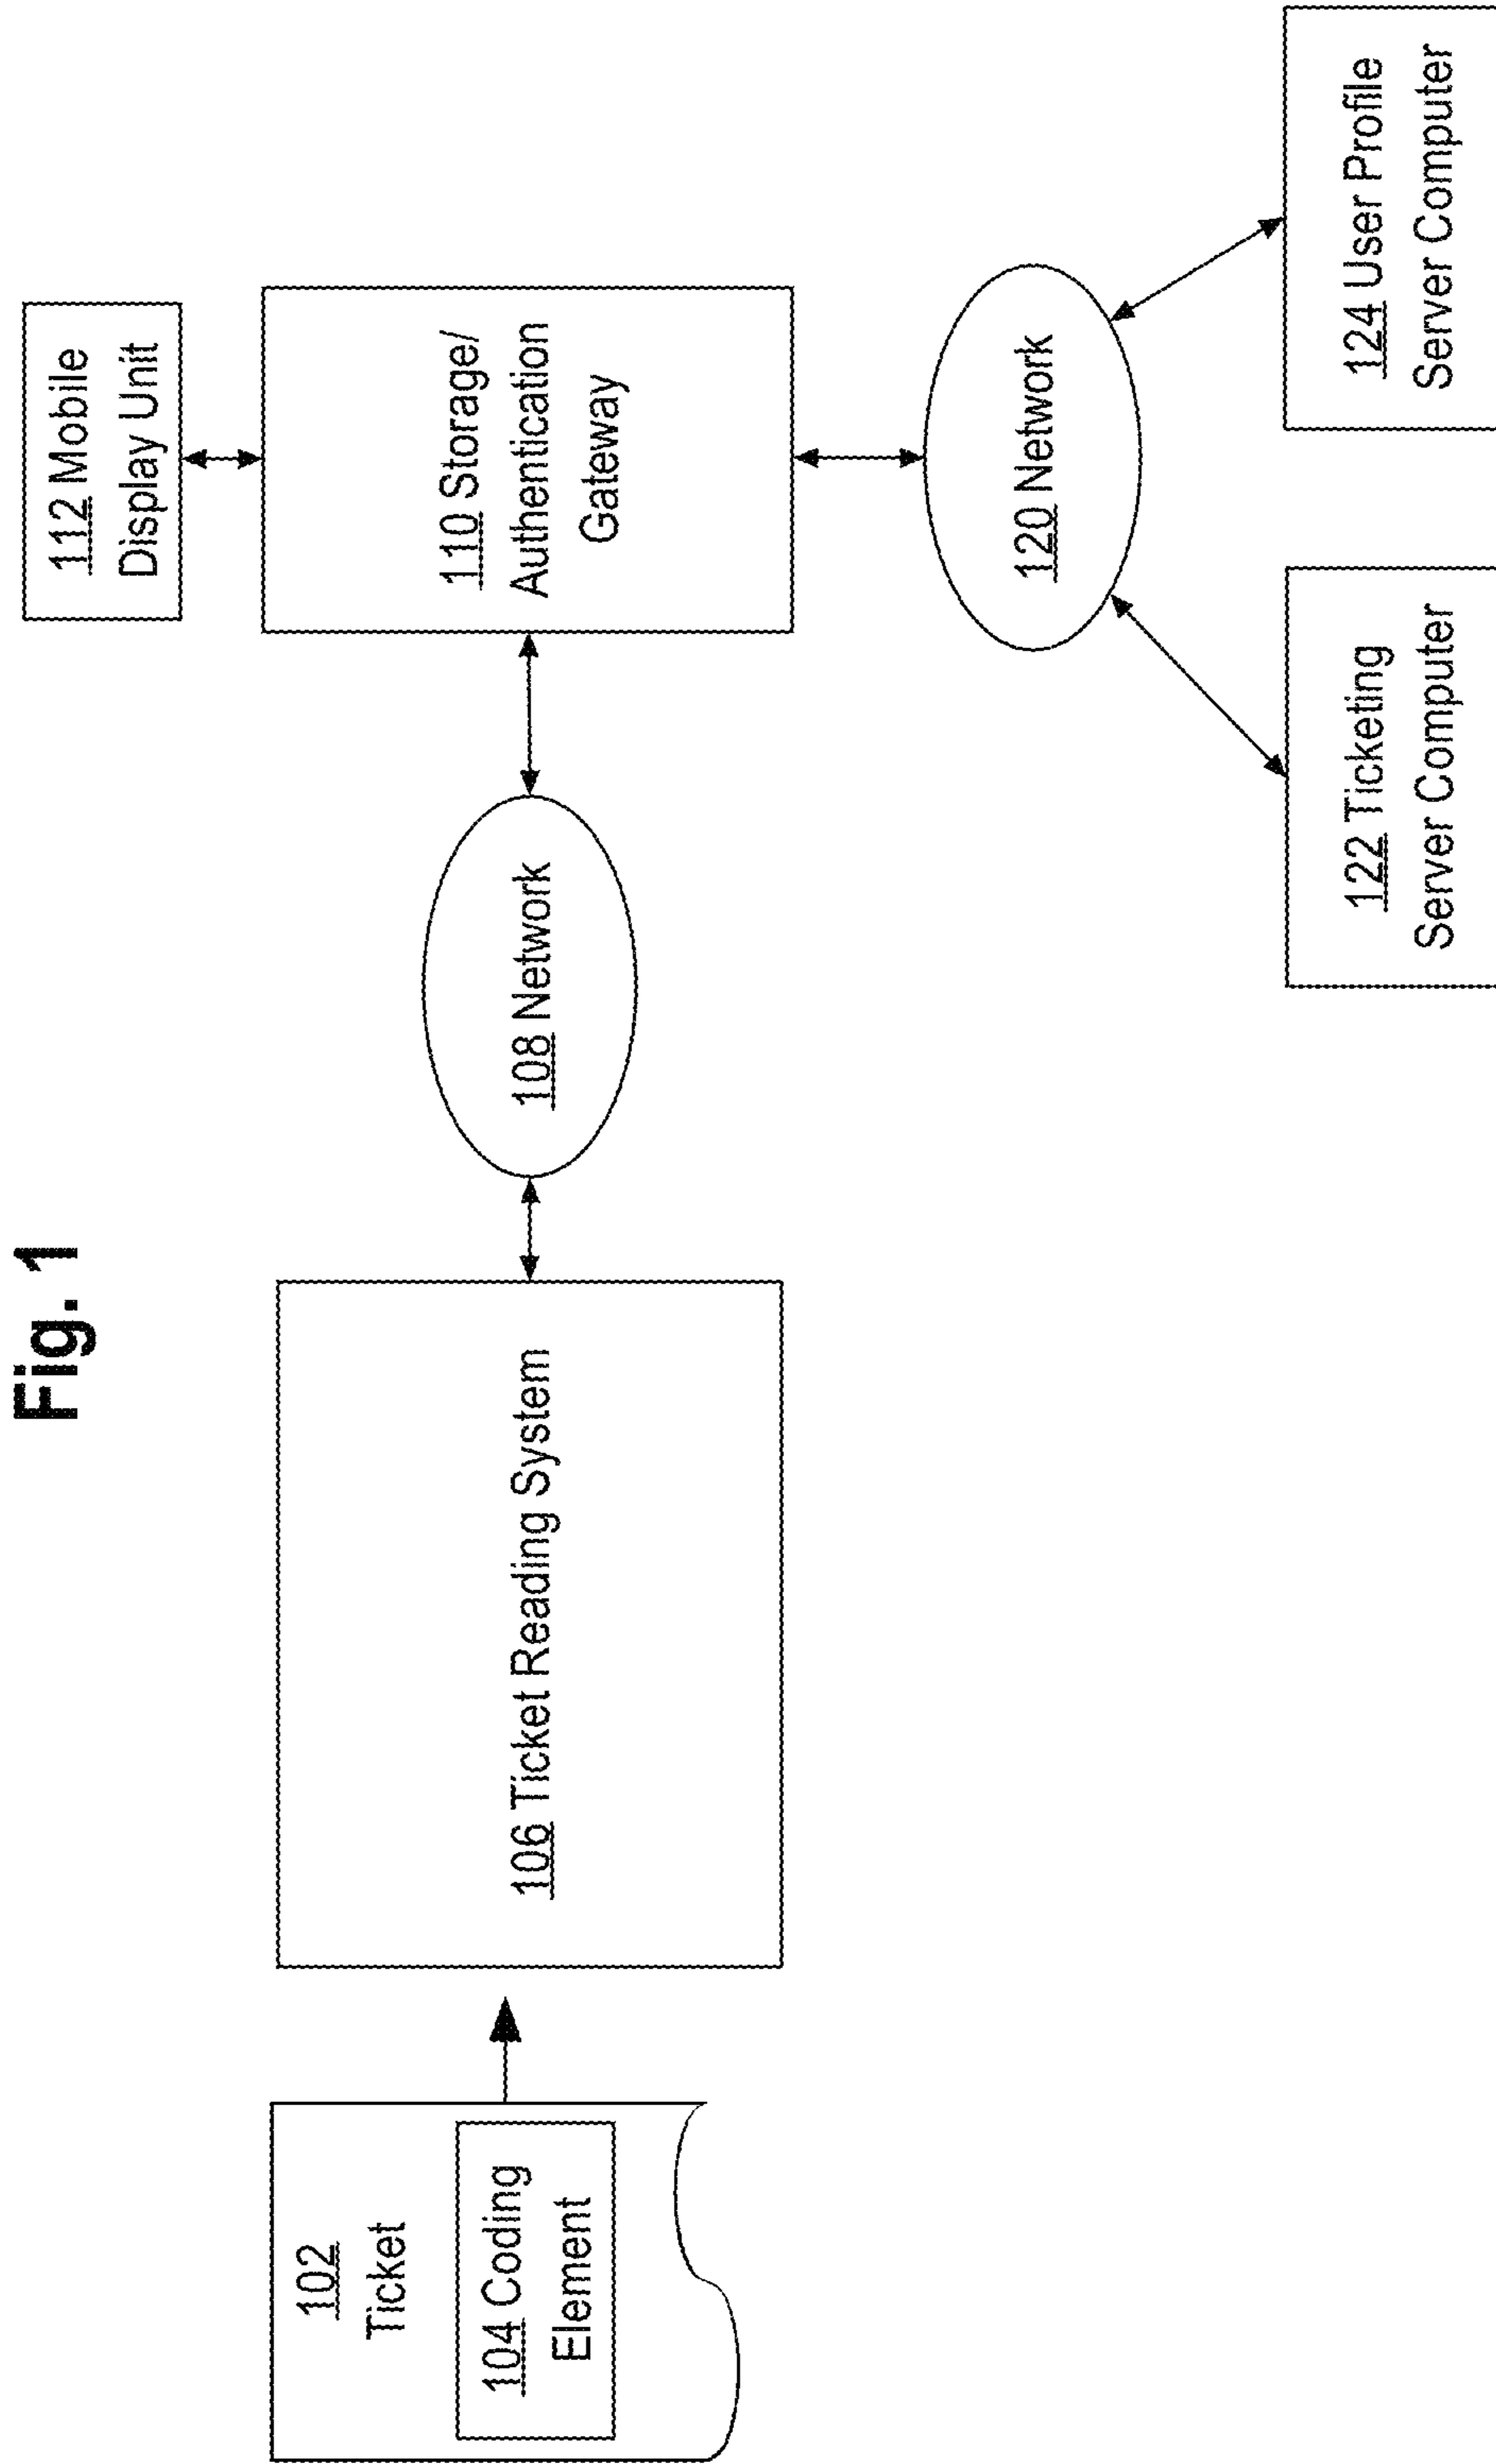 Fig. 1
102
Ticket
104 Coding
Element
106 Ticket Reading System
108 Network
110 Storage/
Authentication
Gateway
112 Mobile
Display Unit
120 Network
122 Ticketing
Server Computer
124 User Profile
Server Computer